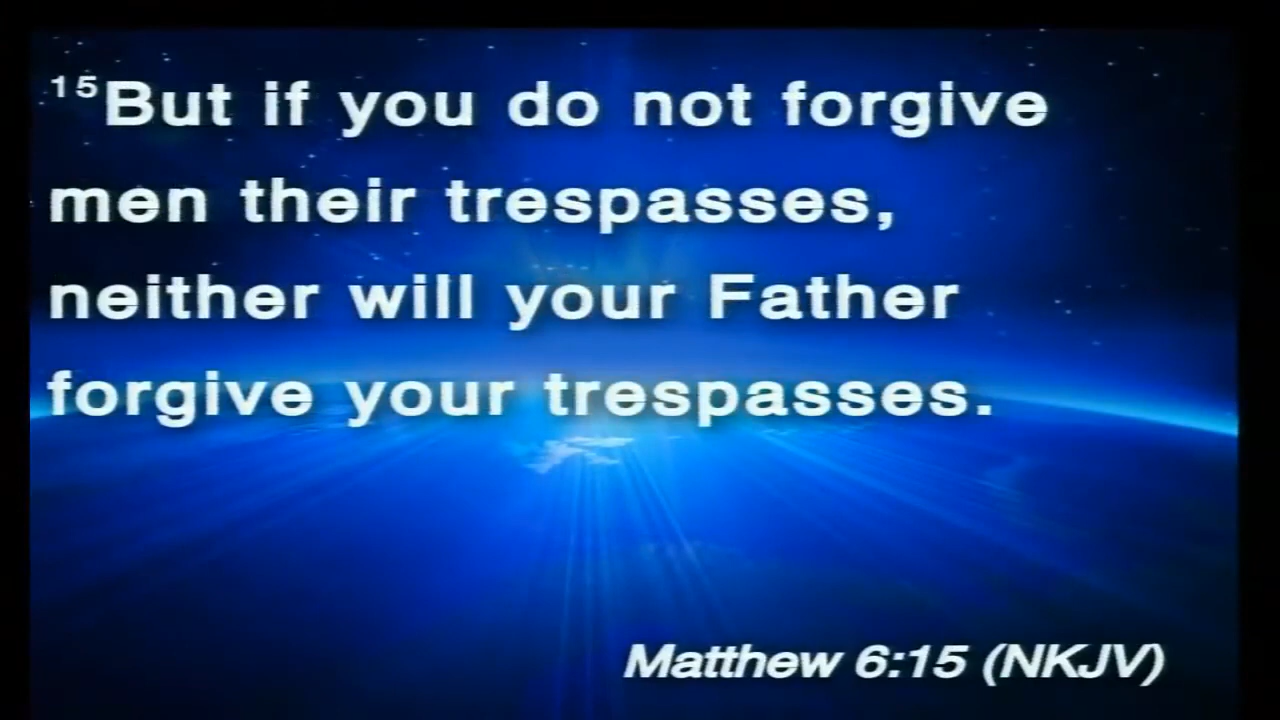 ¹⁵But if you do not forgive
men their trespasses,
neither will your Father
forgive your trespasses.
Matthew 6:15 (NKJV)